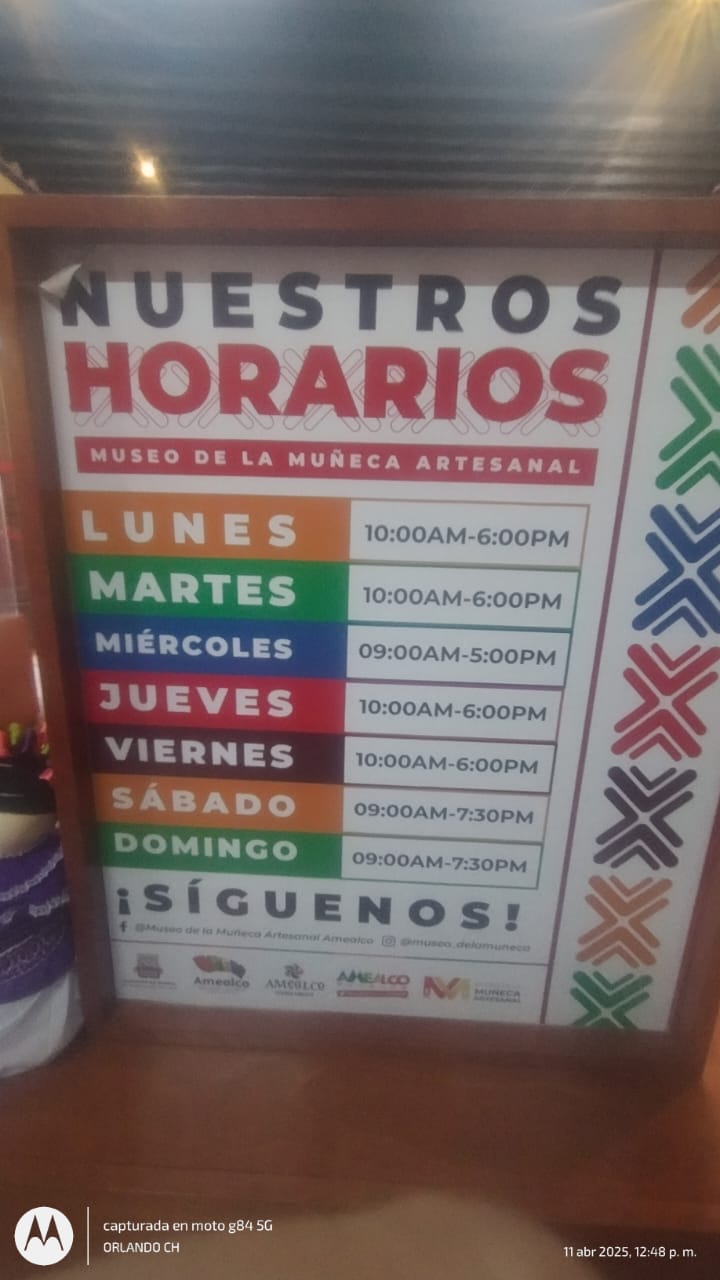 NUESTROS
HORARIOS
MUSEO DE LA MUÑECA ARTESANAL
LUNES 10:00AM-6:00PM
MARTES 10:00AM-6:00PM
MIÉRCOLES 09:00AM-5:00PM
JUEVES 10:00AM-6:00PM
VIERNES 10:00AM-6:00PM
SÁBADO 09:00AM-7:30PM
DOMINGO 09:00AM-7:30PM
¡SÍGUENOS!
@Museo de la Muñeca Artesanal Amealco @museo_delamuneca
Amealco AMEALCO AMEALCO MUÑECA
ARTESANAL
capturada en moto g84 5G
ORLANDO CH
11 abr 2025, 12:48 p. m.